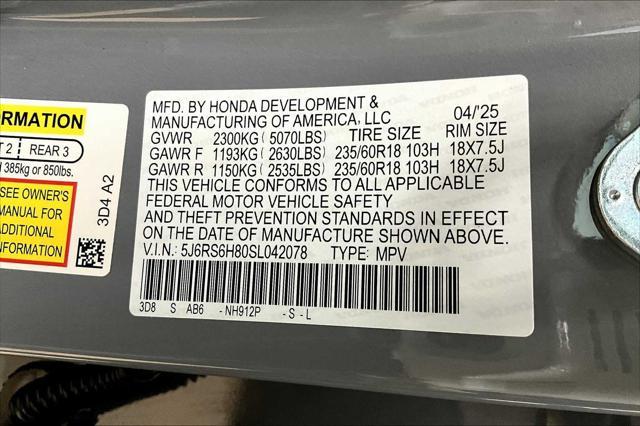 ORMATION
T 2 REAR 3
d 385kg or 850lbs.
SEE OWNER'S
MANUAL FOR
ADDITIONAL
INFORMATION
3D4 A2
MFD. BY HONDA DEVELOPMENT &
MANUFACTURING OF AMERICA, LLC 04/'25
GVWR 2300KG (5070LBS) TIRE SIZE RIM SIZE
GAWR F 1193KG (2630LBS) 235/60R18 103H 18X7.5J
GAWR R 1150KG (2535LBS) 235/60R18 103H 18X7.5J
THIS VEHICLE CONFORMS TO ALL APPLICABLE
FEDERAL MOTOR VEHICLE SAFETY
AND THEFT PREVENTION STANDARDS IN EFFECT
ON THE DATE OF MANUFACTURE SHOWN ABOVE.
V.I.N.: 5J6RS6H80SL042078 TYPE: MPV
3D8 S AB6 - NH912P - S - L